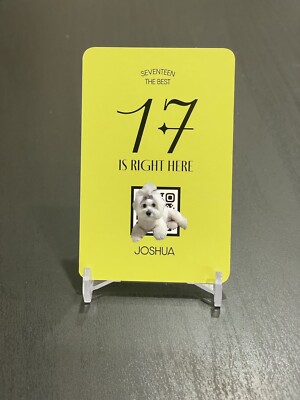 SEVENTEEN
THE BEST
17
IS RIGHT HERE
JOSHUA